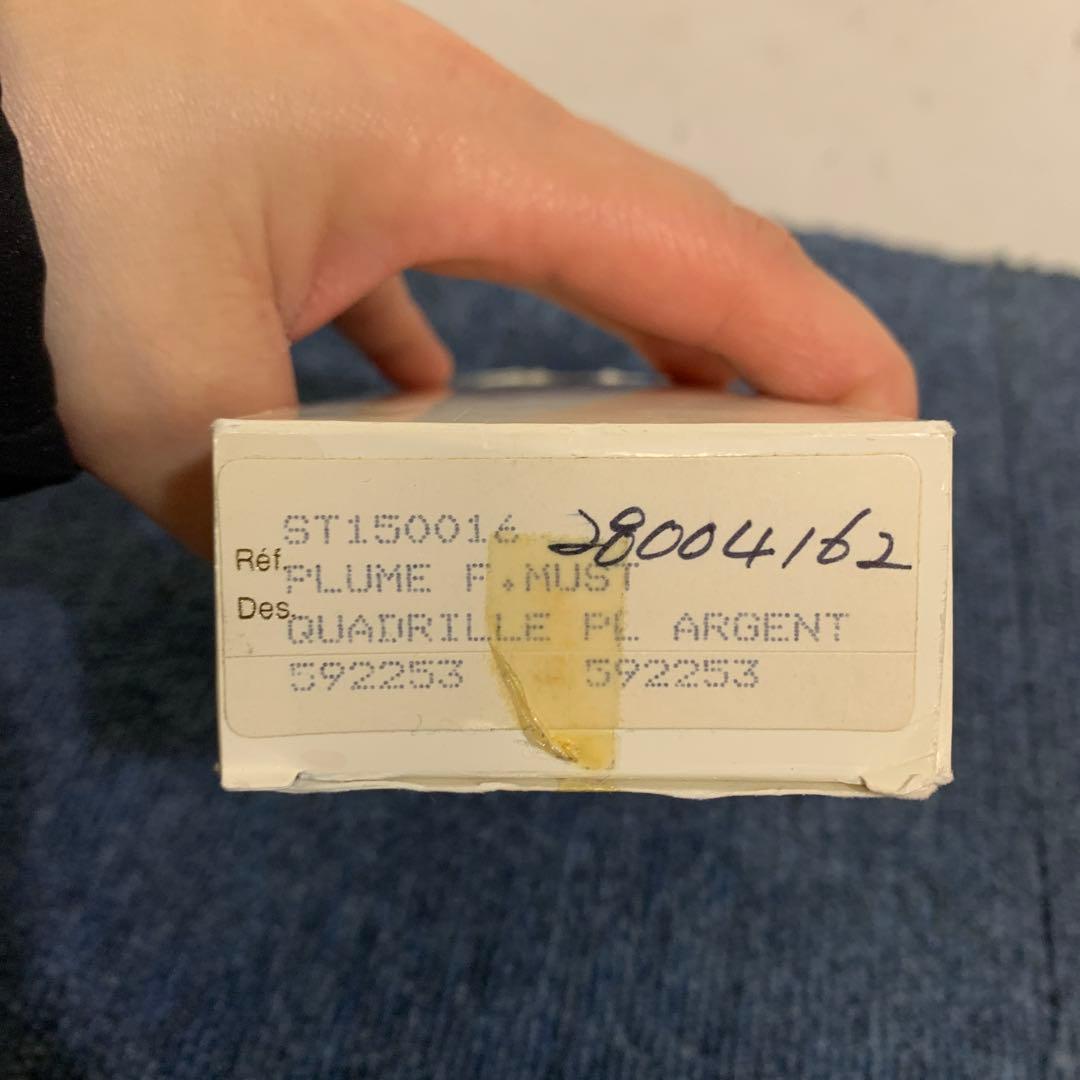 ST150016 28004162
Réf. PLUME F.MUST
Des. QUADRILLE PL ARGENT
592253 592253